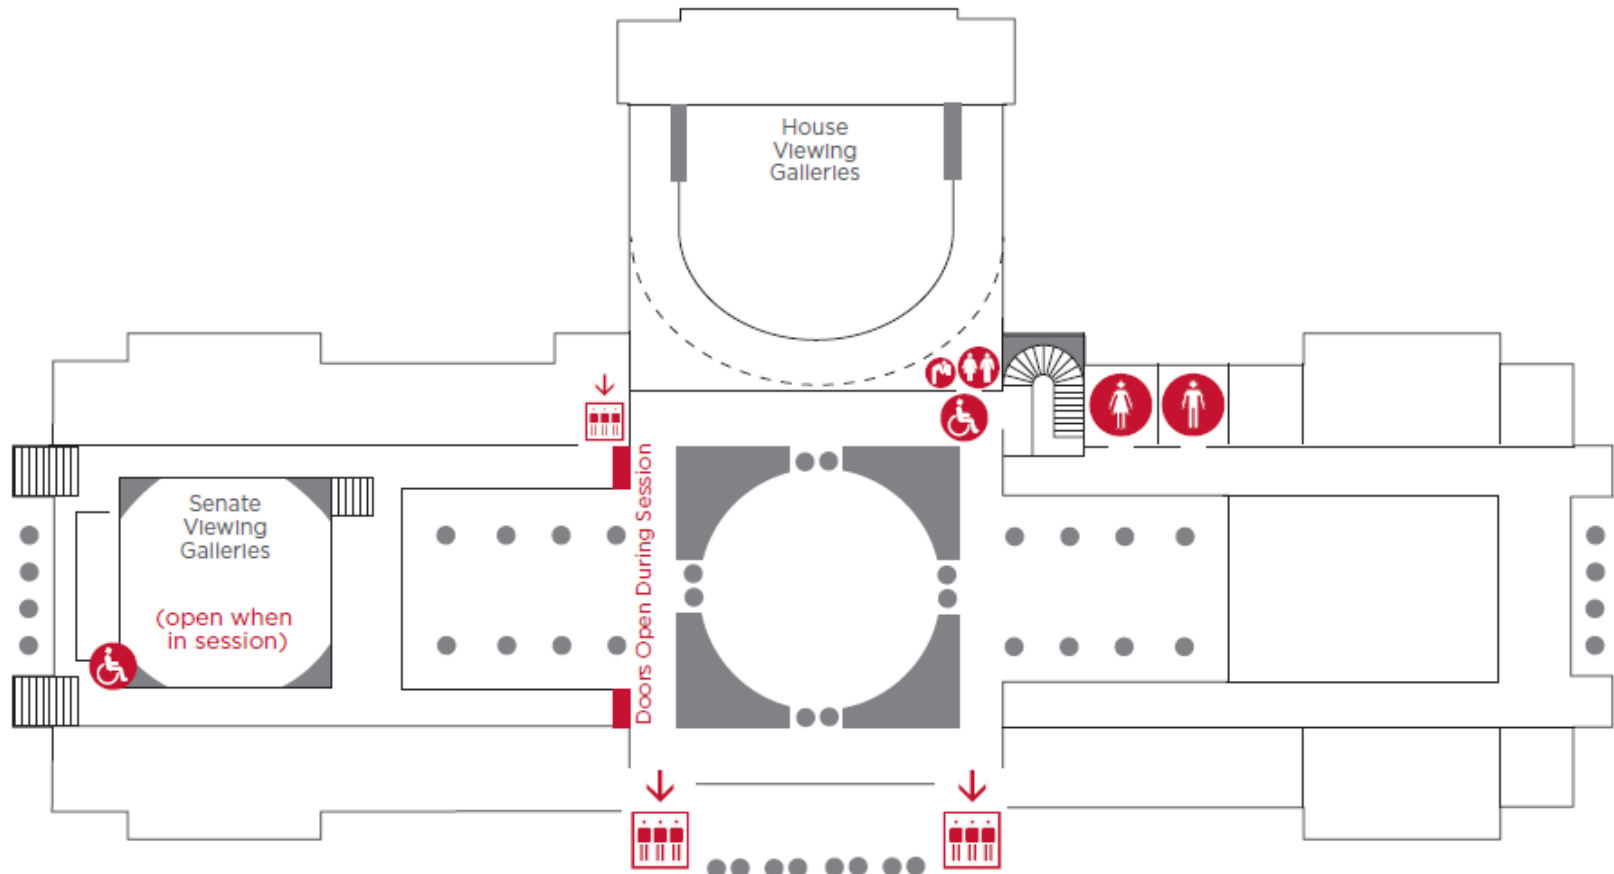 House
Viewing
Galleries
Senate
Viewing
Galleries
(open when
in session)
Doors Open During Session